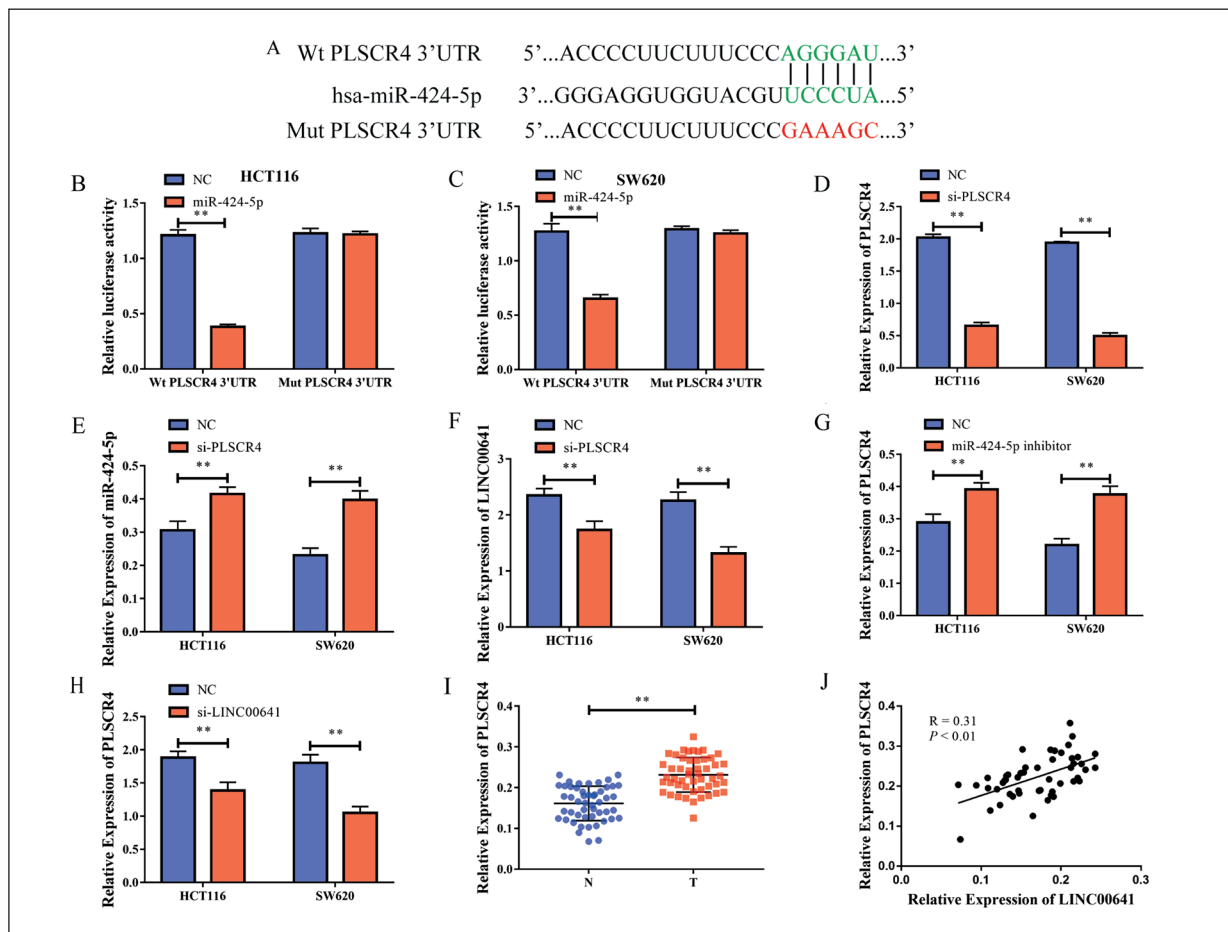 A
Wt PLSCR4 3'UTR 5'...ACCCCUUCUUUCCCAGGGAU...3'
hsa-miR-424-5p 3'...GGGAGGUGGUACGUUCCCUA...5'
Mut PLSCR4 3'UTR 5'...ACCCCUUCUUUCCCGAAAGC...3'
B
HCT116
NC
miR-424-5p
Relative luciferase activity
1.5
1.0
0.5
0.0
**
Wt PLSCR4 3'UTR
Mut PLSCR4 3'UTR
C
SW620
NC
miR-424-5p
Relative luciferase activity
1.5
1.0
0.5
0.0
**
Wt PLSCR4 3'UTR
Mut PLSCR4 3'UTR
D
NC
si-PLSCR4
Relative Expression of PLSCR4
2.0
1.5
1.0
0.5
0.0
**
**
HCT116
SW620
E
NC
si-PLSCR4
Relative Expression of miR-424-5p
0.5
0.4
0.3
0.2
0.1
0.0
**
**
HCT116
SW620
F
NC
si-PLSCR4
Relative Expression of LINC00641
3
2
1
0
**
**
HCT116
SW620
G
NC
miR-424-5p inhibitor
Relative Expression of PLSCR4
0.5
0.4
0.3
0.2
0.1
0.0
**
**
HCT116
SW620
H
NC
si-LINC00641
Relative Expression of PLSCR4
2.0
1.5
1.0
0.5
0.0
**
**
HCT116
SW620
I
Relative Expression of PLSCR4
0.4
0.3
0.2
0.1
0.0
**
N
T
J
Relative Expression of PLSCR4
0.4
0.3
0.2
0.1
0.0
R = 0.31
P < 0.01
0.0
0.1
0.2
0.3
Relative Expression of LINC00641